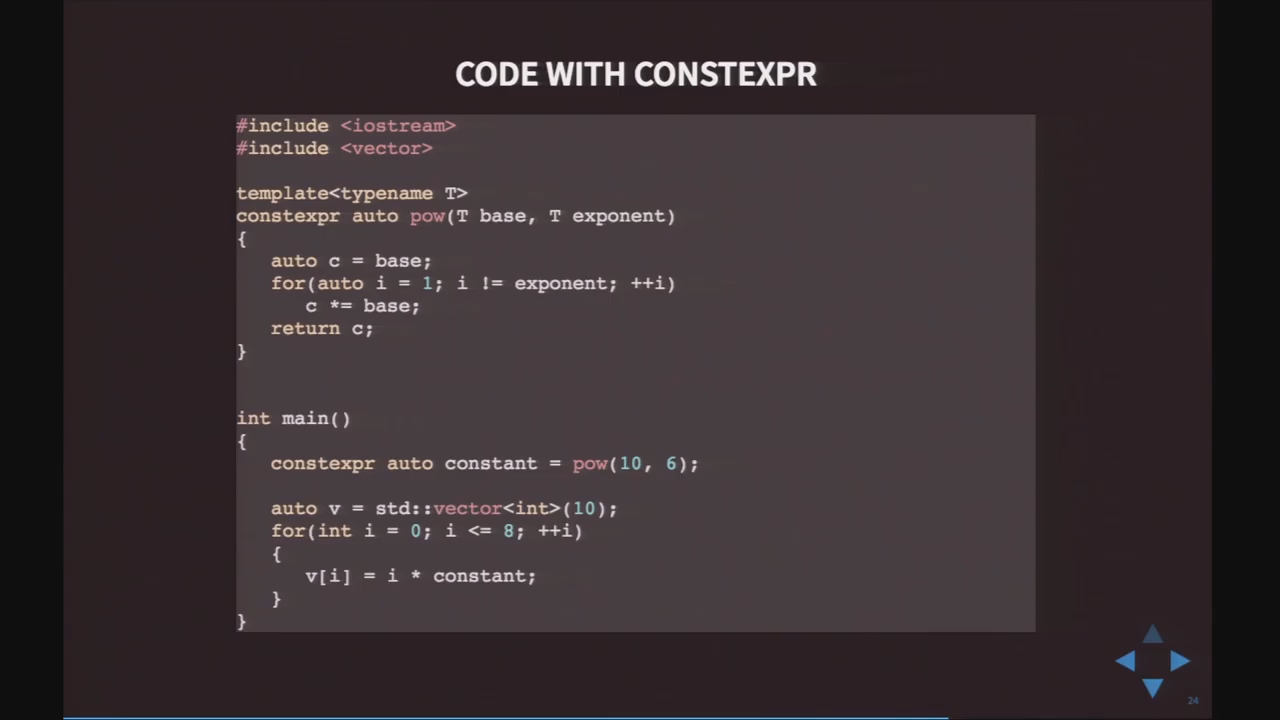 CODE WITH CONSTEXPR
#include <iostream>
#include <vector>
template<typename T>
constexpr auto pow(T base, T exponent)
{
auto c = base;
for(auto i = 1; i != exponent; ++i)
c *= base;
return c;
}
int main()
{
constexpr auto constant = pow(10, 6);
auto v = std::vector<int>(10);
for(int i = 0; i <= 8; ++i)
{
v[i] = i * constant;
}
}
24